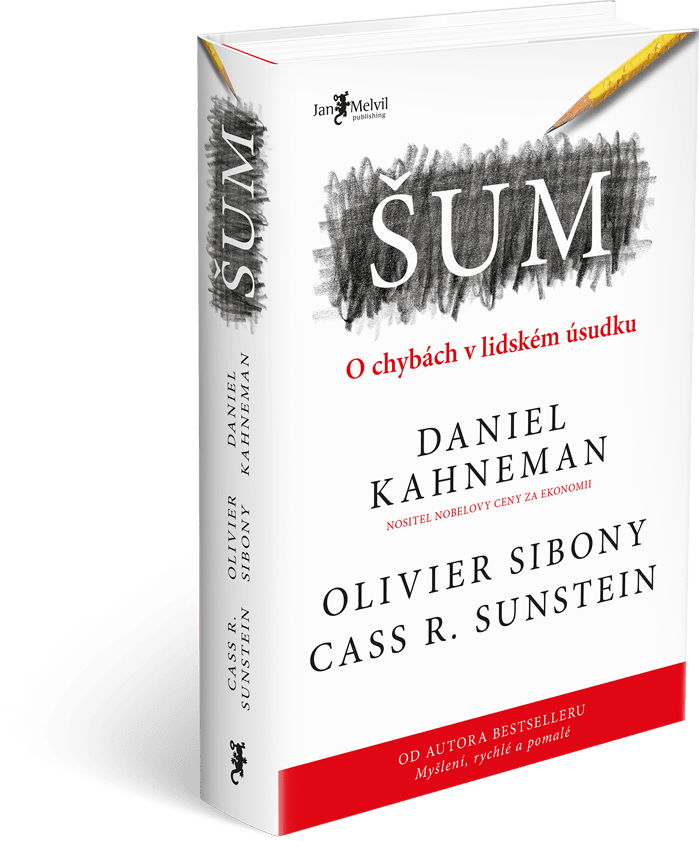 Jan Melvil
publishing
ŠUM
O chybách v lidském úsudku
DANIEL
KAHNEMAN
NOSITEL NOBELOVY CENY ZA EKONOMII
OLIVIER SIBONY
CASS R. SUNSTEIN
OD AUTORA BESTSELLERU
Myšlení, rychlé a pomalé
ŠUM
DANIEL
KAHNEMAN
OLIVIER
SIBONY
CASS R.
SUNSTEIN